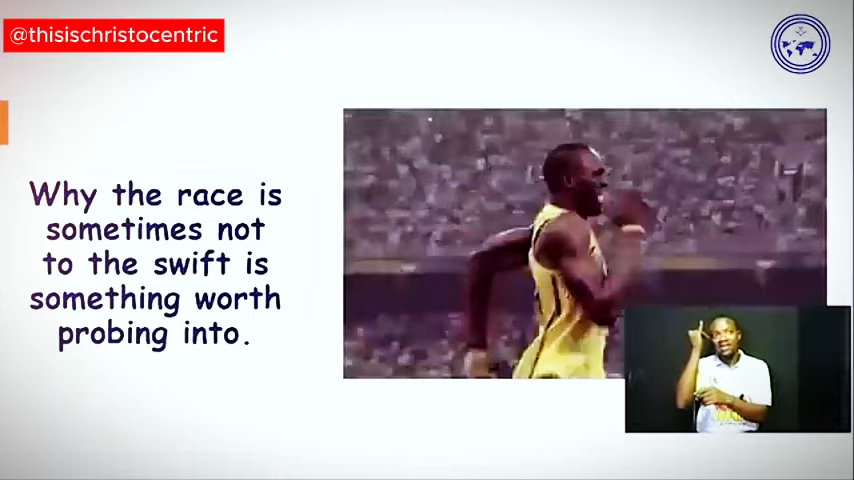 @thisischristocentric
Why the race is
sometimes not
to the swift is
something worth
probing into.